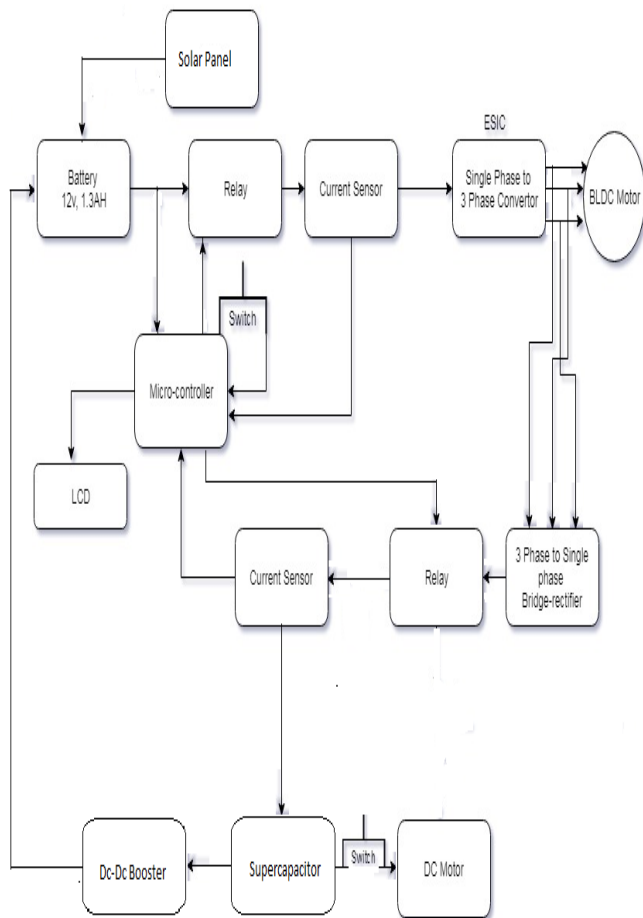 Solar Panel
ESIC
Battery
12v, 1.3AH
Relay
Current Sensor
Single Phase to
3 Phase Convertor
BLDC Motor
Switch
Micro-controller
LCD
Current Sensor
Relay
3 Phase to Single
phase
Bridge-rectifier
Dc-Dc Booster
Supercapacitor
Switch
DC Motor